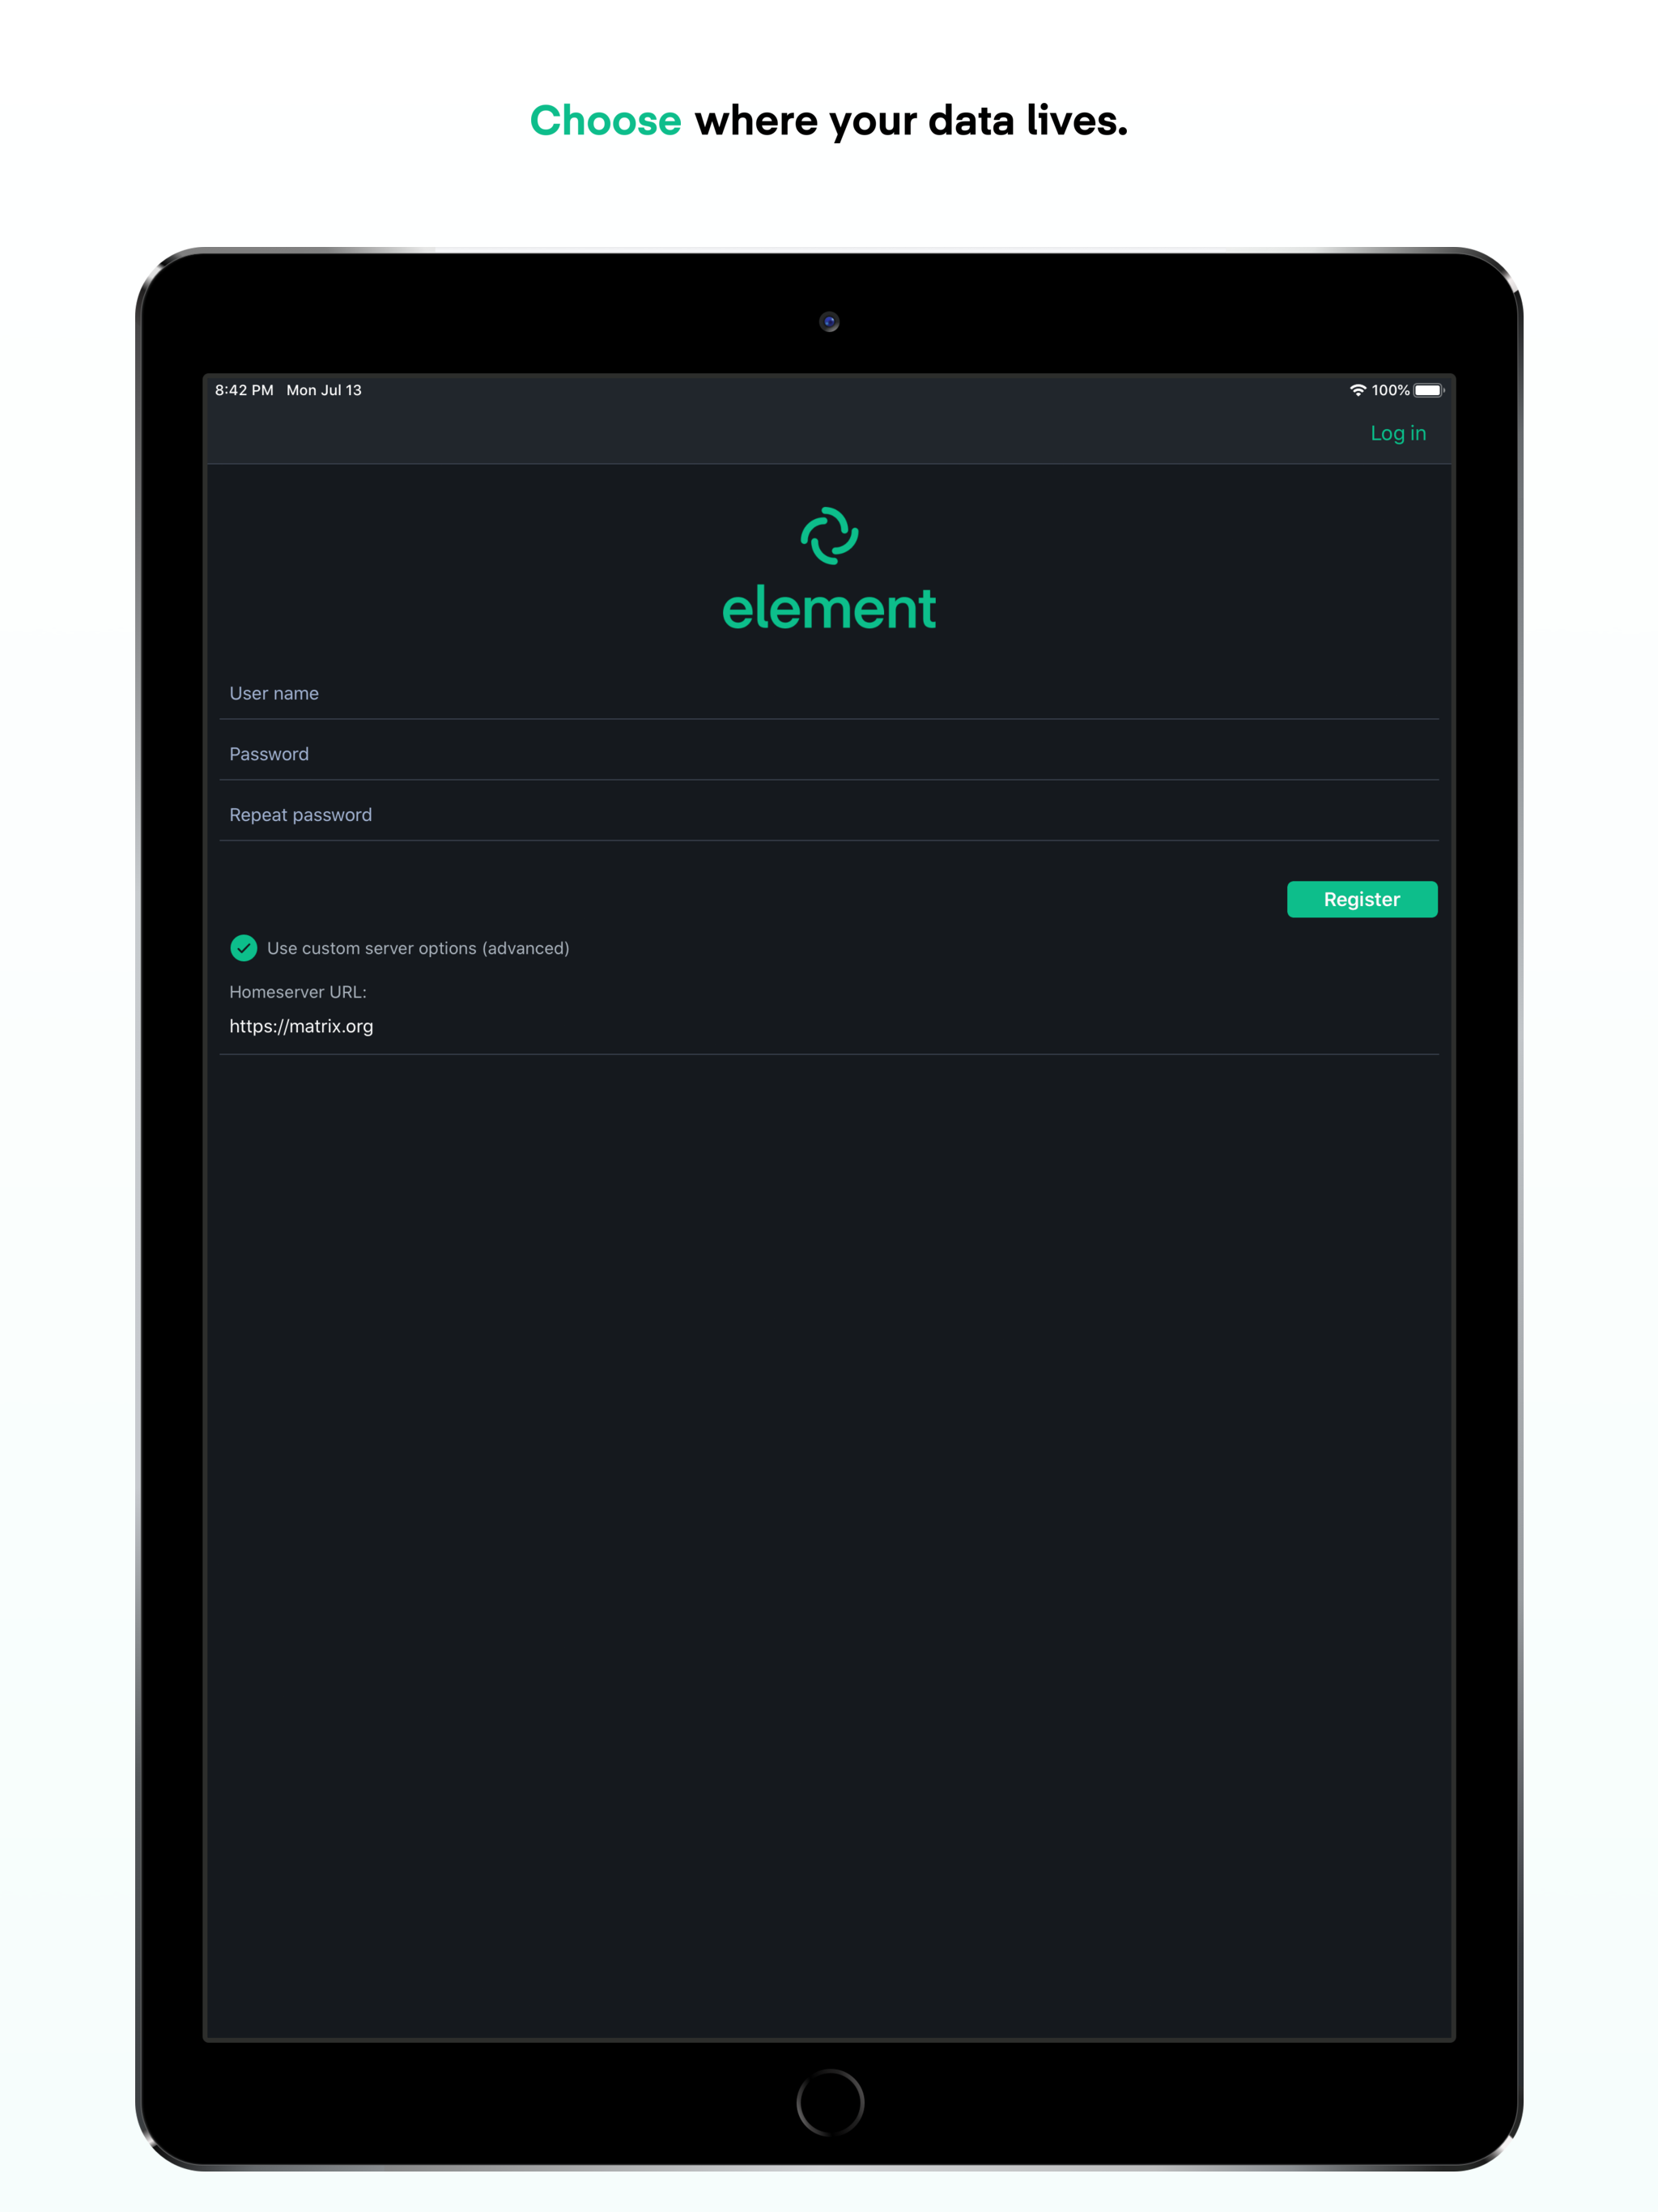 Choose where your data lives.
8:42 PM Mon Jul 13 100%
Log in
element
User name
Password
Repeat password
Register
Use custom server options (advanced)
Homeserver URL:
https://matrix.org